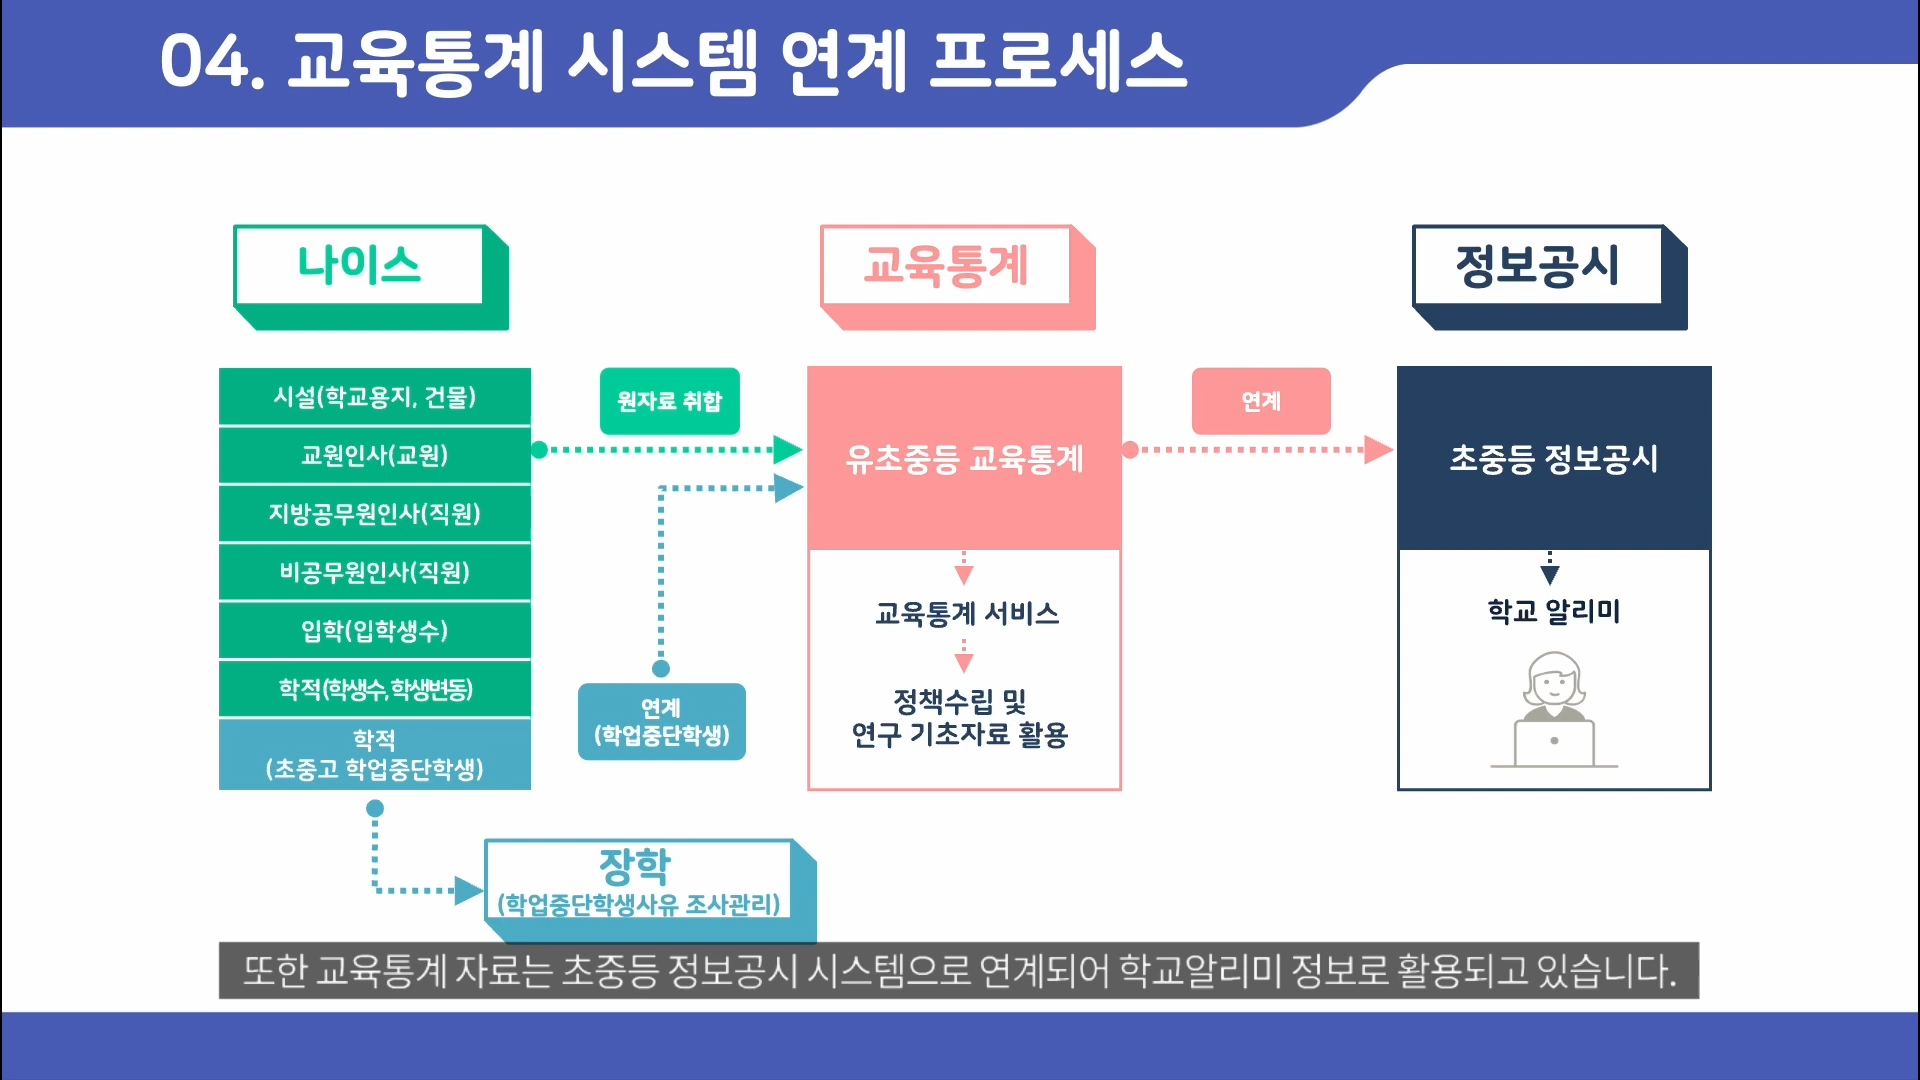 04. 교육통계 시스템 연계 프로세스
나이스
교육통계
정보공시
시설(학교용지, 건물)
교원인사(교원)
지방공무원인사(직원)
비공무원인사(직원)
입학(입학생수)
학적(학생수, 학생변동)
학적
(초중고 학업중단학생)
원자료 취합
연계
(학업중단학생)
장학
(학업중단학생사유 조사관리)
유초중등 교육통계
교육통계 서비스
정책수립 및
연구 기초자료 활용
연계
초중등 정보공시
학교 알리미
또한 교육통계 자료는 초중등 정보공시 시스템으로 연계되어 학교알리미 정보로 활용되고 있습니다.